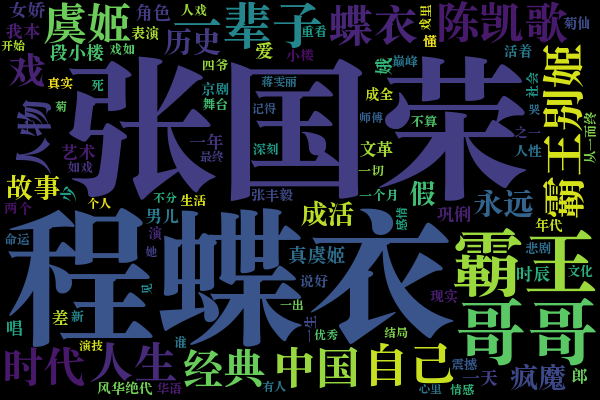 女娇 虞姬 角色 人戏 一辈子 蝶衣 戏里 陈凯歌 菊仙
我本 表演 历史 重看 懂
开始 段小楼 戏如 爱 小楼 活着
戏 四爷 娥 巅峰 霸王别姬
真实 死 京剧 蒋雯丽 成全 社会
张国荣
菊 舞台 记得 师傅 不算 哭 从一而终
人物 一年 深刻 文革 之一
艺术 最终 人性
如戏 一切
故事 少 不分 生活 张丰毅 一个月 假 永远
两个 个人 男儿 成活 感情 巩俐 年代
命运 演 她 真虞姬 霸王 悲剧
程蝶衣
见 说好 现实 时辰 文化
唱 差 新 一出 一生 哥哥
谁 优秀 结局
演技
时代 人生 经典 中国 自己 震撼 一天 疯魔 郎
风华绝代 华语 有人 心里 情感